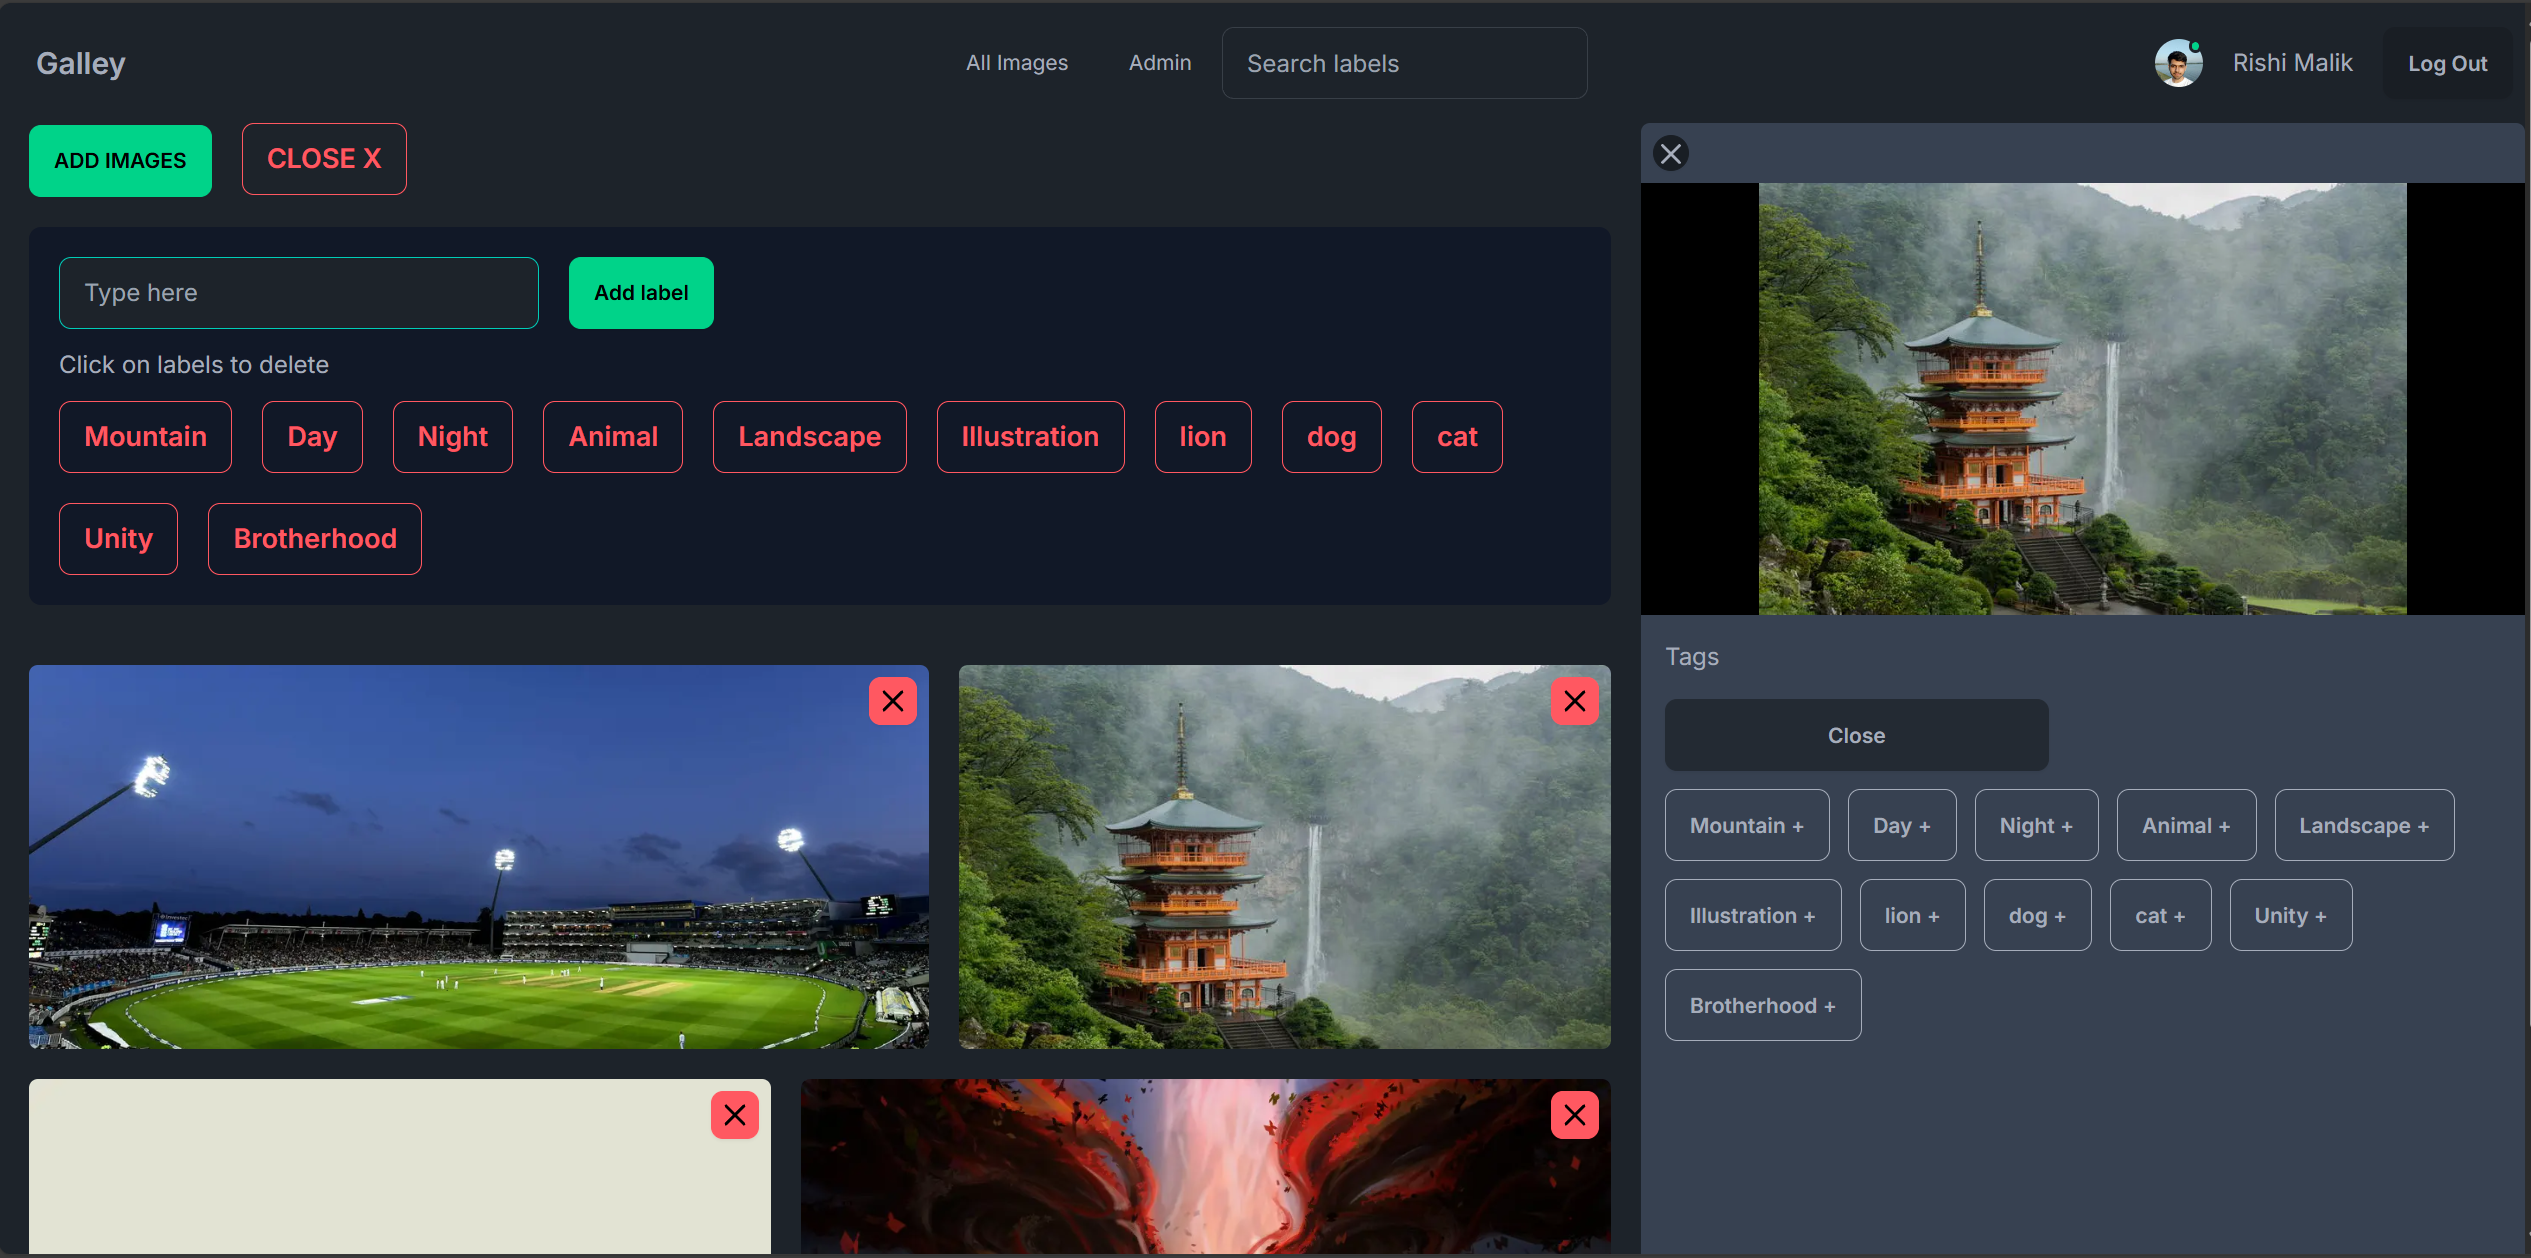 Galley
All Images
Admin
Search labels
Rishi Malik
Log Out
ADD IMAGES
CLOSE X
Type here
Add label
Click on labels to delete
Mountain
Day
Night
Animal
Landscape
Illustration
lion
dog
cat
Unity
Brotherhood
Tags
Close
Mountain +
Day +
Night +
Animal +
Landscape +
Illustration +
lion +
dog +
cat +
Unity +
Brotherhood +